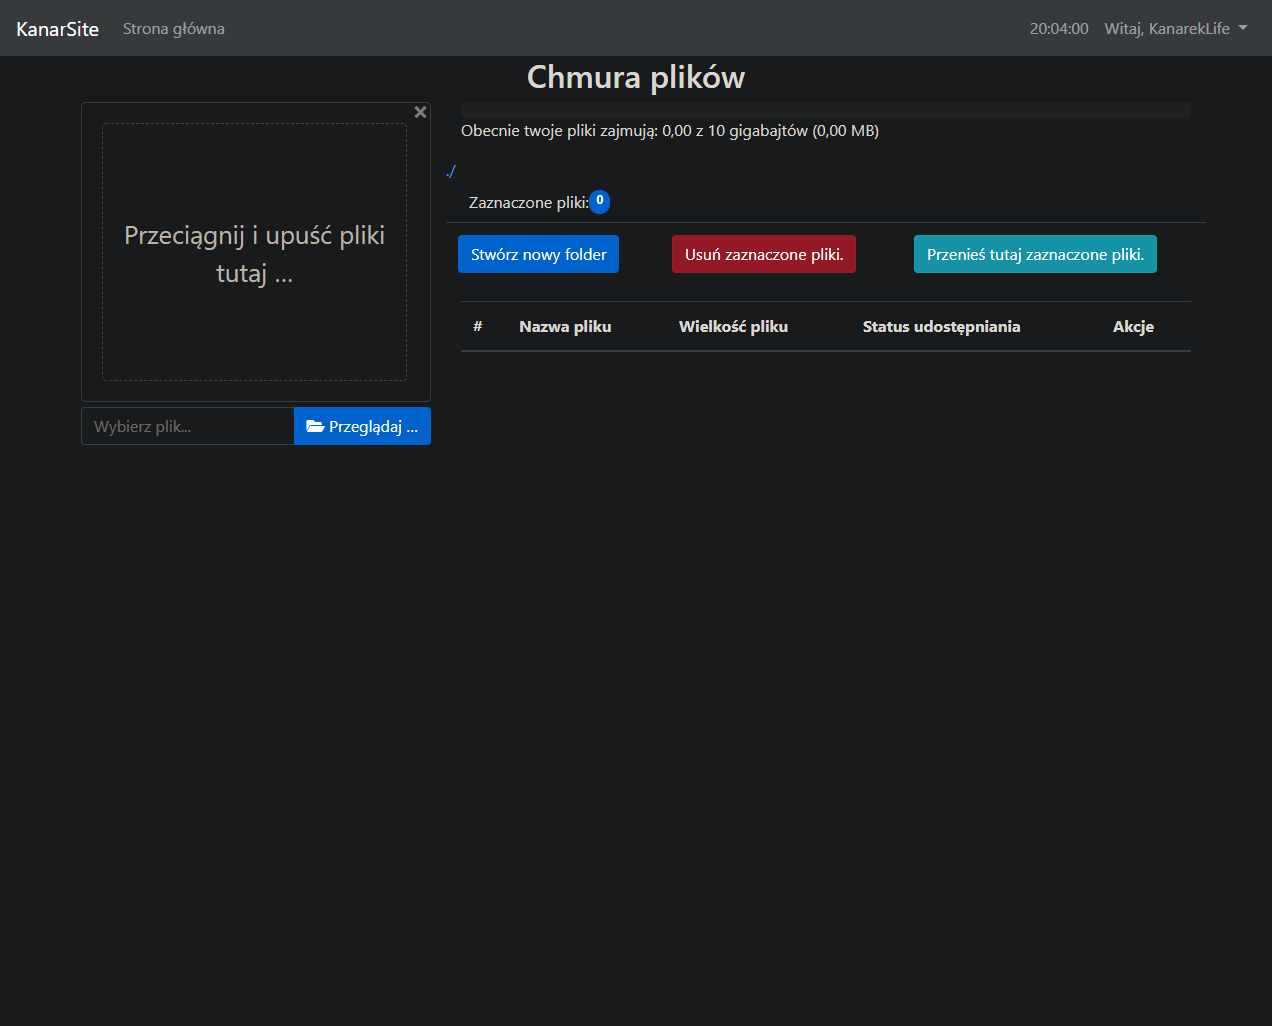 KanarSite Strona główna 20:04:00 Witaj, KanarekLife
Chmura plików
Przeciągnij i upuść pliki
tutaj ...
Wybierz plik... Przeglądaj ...
Obecnie twoje pliki zajmują: 0,00 z 10 gigabajtów (0,00 MB)
./
Zaznaczone pliki: 0
Stwórz nowy folder Usuń zaznaczone pliki. Przenieś tutaj zaznaczone pliki.
# Nazwa pliku Wielkość pliku Status udostępniania Akcje